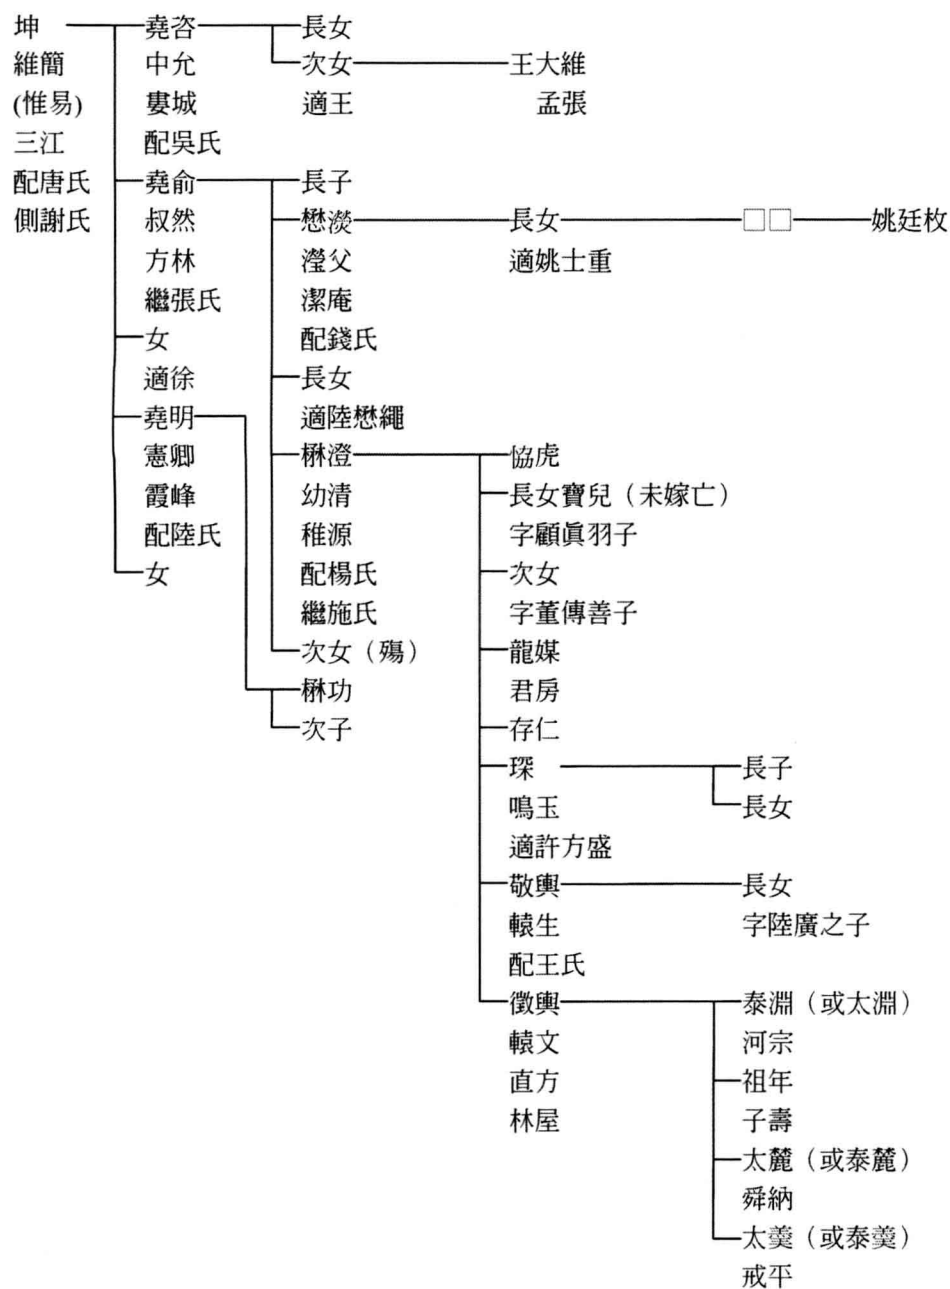 坤 堯咨 長女
維簡 中允 次女 王大維
(惟易) 婁城 適王 孟張
三江 配吳氏
配唐氏 堯俞 長子
側謝氏 叔然 懋濙 長女 □□ 姚廷枚
方林 瀅父 適姚士重
繼張氏 潔庵
女 配錢氏
適徐 長女
堯明 適陸懋繩
憲卿 楙澄 協虎
霞峰 幼清 長女寶兒（未嫁亡）
配陸氏 稚源 字顧眞羽子
女 配楊氏 次女
繼施氏 字董傳善子
次女（殤） 龍媒
楙功 君房
次子 存仁
琛 長子
鳴玉 長女
適許方盛
敬輿 長女
轅生 字陸廣之子
配王氏
徵輿 泰淵（或太淵）
轅文 河宗
直方 祖年
林屋 子壽
太麓（或泰麓）
舜納
太羹（或泰羹）
戒平